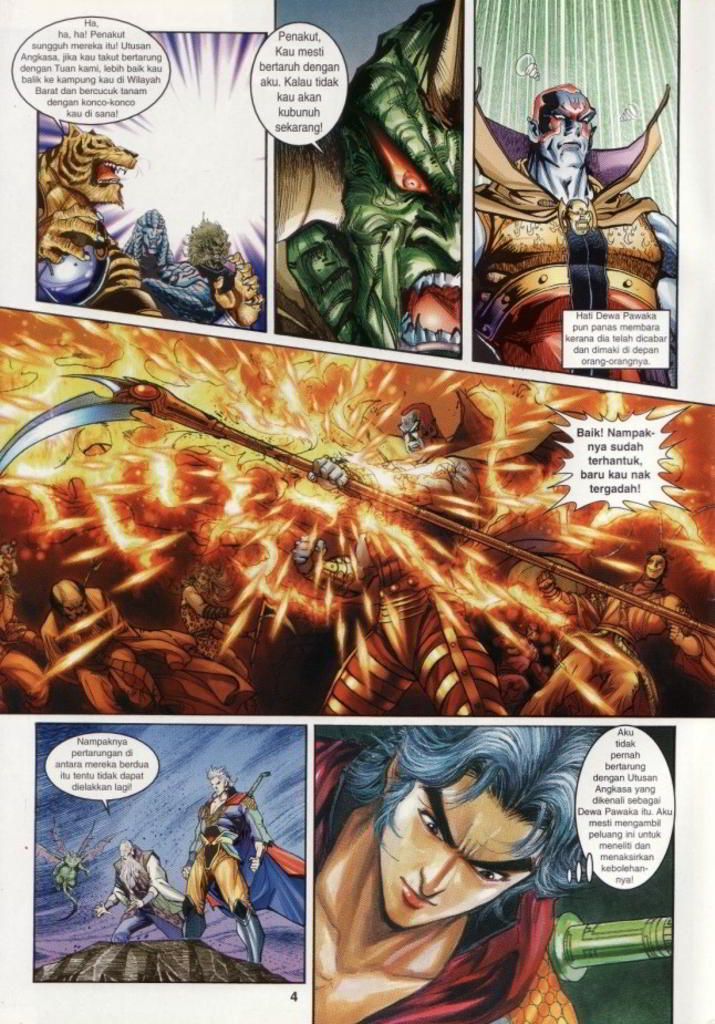 Ha,
ha, ha! Penakut
sungguh mereka itu! Utusan
Angkasa, jika kau takut bertarung
dengan Tuan kami, lebih baik kau
balik ke kampung kau di Wilayah
Barat dan bercucuk tanam
dengan konco-konco
kau di sana!
Penakut,
Kau mesti
bertaruh dengan
aku. Kalau tidak
kau akan
kubunuh
sekarang!
Hati Dewa Pawaka
pun panas membara
kerana dia telah dicabar
dan dimaki di depan
orang-orangnya.
Baik! Nampak-
nya sudah
terhantuk,
baru kau nak
tergadah!
Nampaknya
pertarungan di
antara mereka berdua
itu tentu tidak dapat
dielakkan lagi!
Aku
tidak
pernah
bertarung
dengan Utusan
Angkasa yang
dikenali sebagai
Dewa Pawaka itu. Aku
mesti mengambil
peluang ini untuk
meneliti dan
menaksirkan
kebolehan-
nya!
4